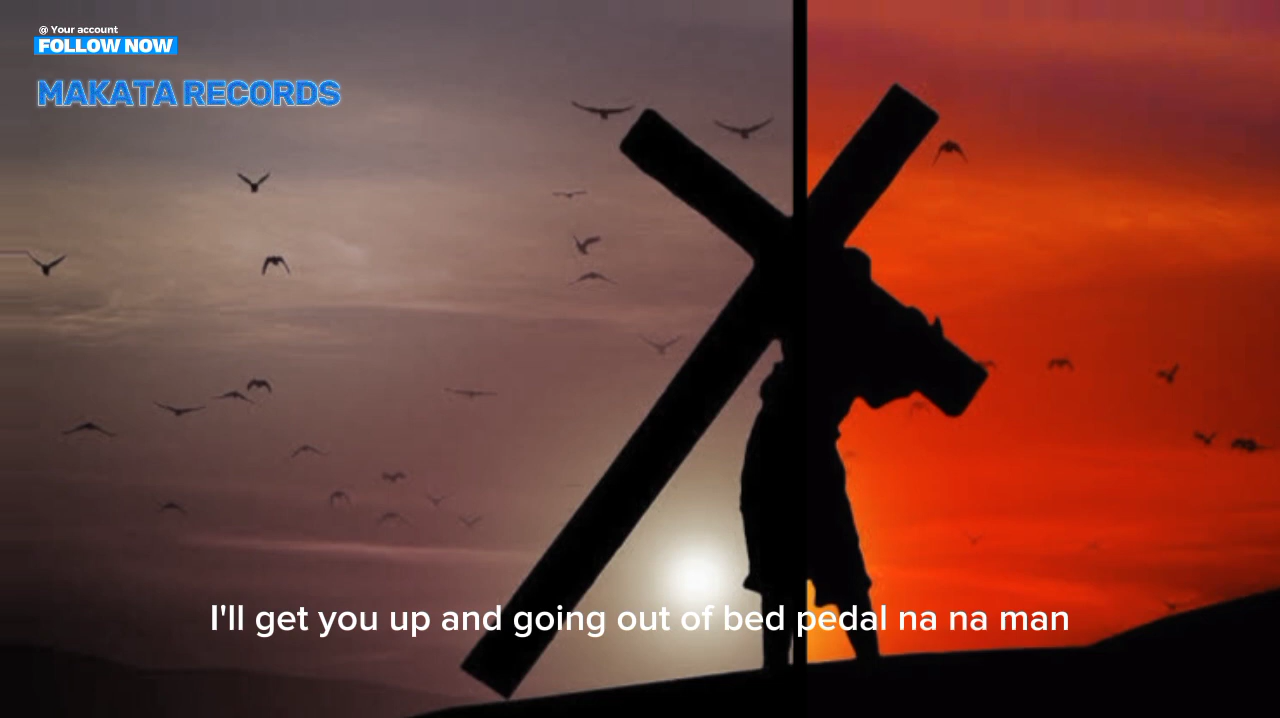 @ Your account
FOLLOW NOW
MAKATA RECORDS
I'll get you up and going out of bed pedal na na man